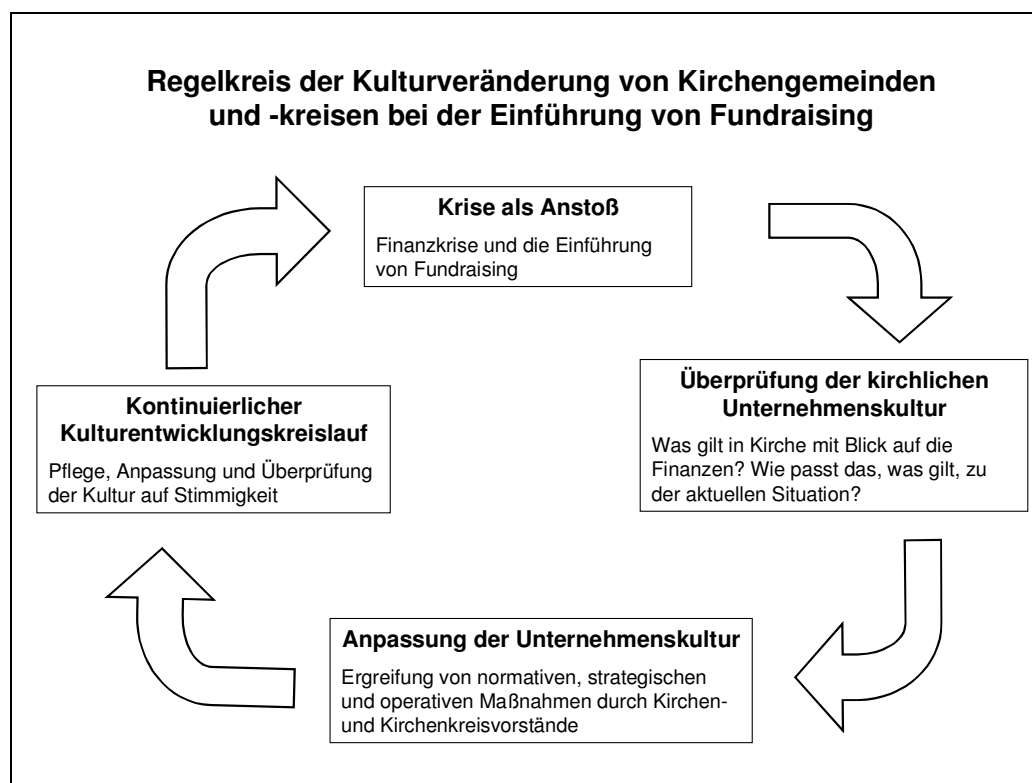 Regelkreis der Kulturveränderung von Kirchengemeinden
und -kreisen bei der Einführung von Fundraising
Krise als Anstoß
Finanzkrise und die Einführung
von Fundraising
Überprüfung der kirchlichen
Unternehmenskultur
Was gilt in Kirche mit Blick auf die
Finanzen? Wie passt das, was gilt, zu
der aktuellen Situation?
Anpassung der Unternehmenskultur
Ergreifung von normativen, strategischen
und operativen Maßnahmen durch Kirchen-
und Kirchenkreisvorstände
Kontinuierlicher
Kulturentwicklungskreislauf
Pflege, Anpassung und Überprüfung
der Kultur auf Stimmigkeit